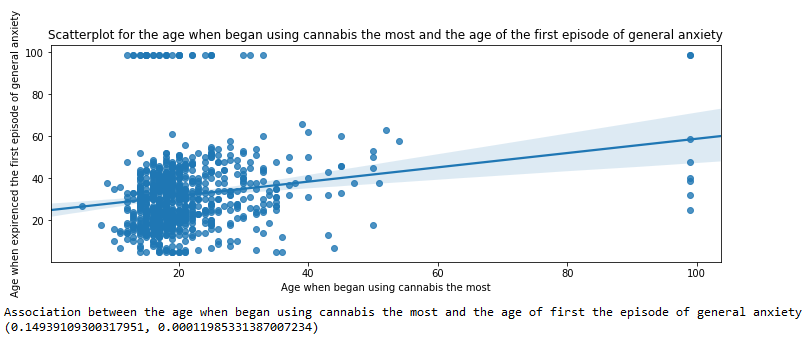 Scatterplot for the age when began using cannabis the most and the age of the first episode of general anxiety
Age when expirenced the first episode of general anxiety
100
80
60
40
20
20
40
60
80
100
Age when began using cannabis the most
Association between the age when began using cannabis the most and the age of first the episode of general anxiety
(0.14939109300317951, 0.00011985331387007234)